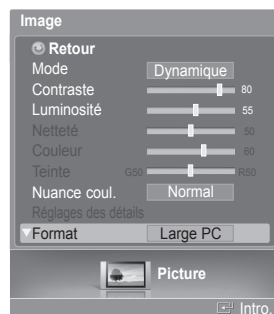 Image
Retour
Mode Dynamique
Contraste 80
Luminosité 55
Netteté 50
Couleur 60
Teinte G50 R50
Nuance coul. Normal
Réglages des détails
Format Large PC
Picture
Intro.